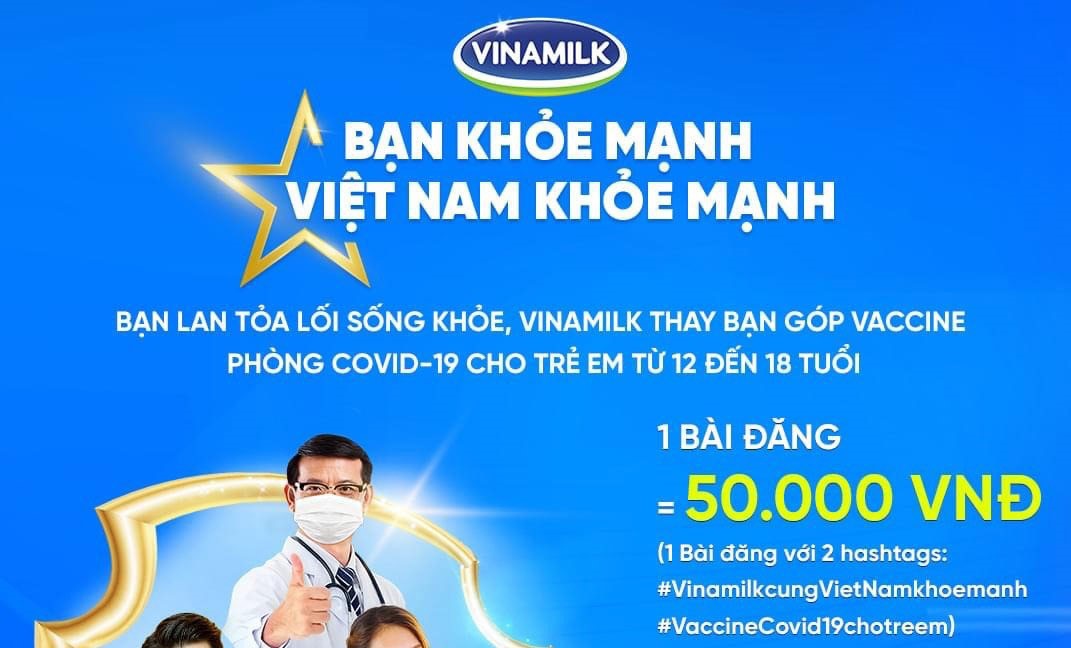 VINAMILK
BẠN KHỎE MẠNH
VIỆT NAM KHỎE MẠNH
BẠN LAN TỎA LỐI SỐNG KHỎE, VINAMILK THAY BẠN GÓP VACCINE
PHÒNG COVID-19 CHO TRẺ EM TỪ 12 ĐẾN 18 TUỔI
1 BÀI ĐĂNG
= 50.000 VNĐ
(1 Bài đăng với 2 hashtags:
#VinamilkcungVietNamkhoemanh
#VaccineCovid19chotreem)